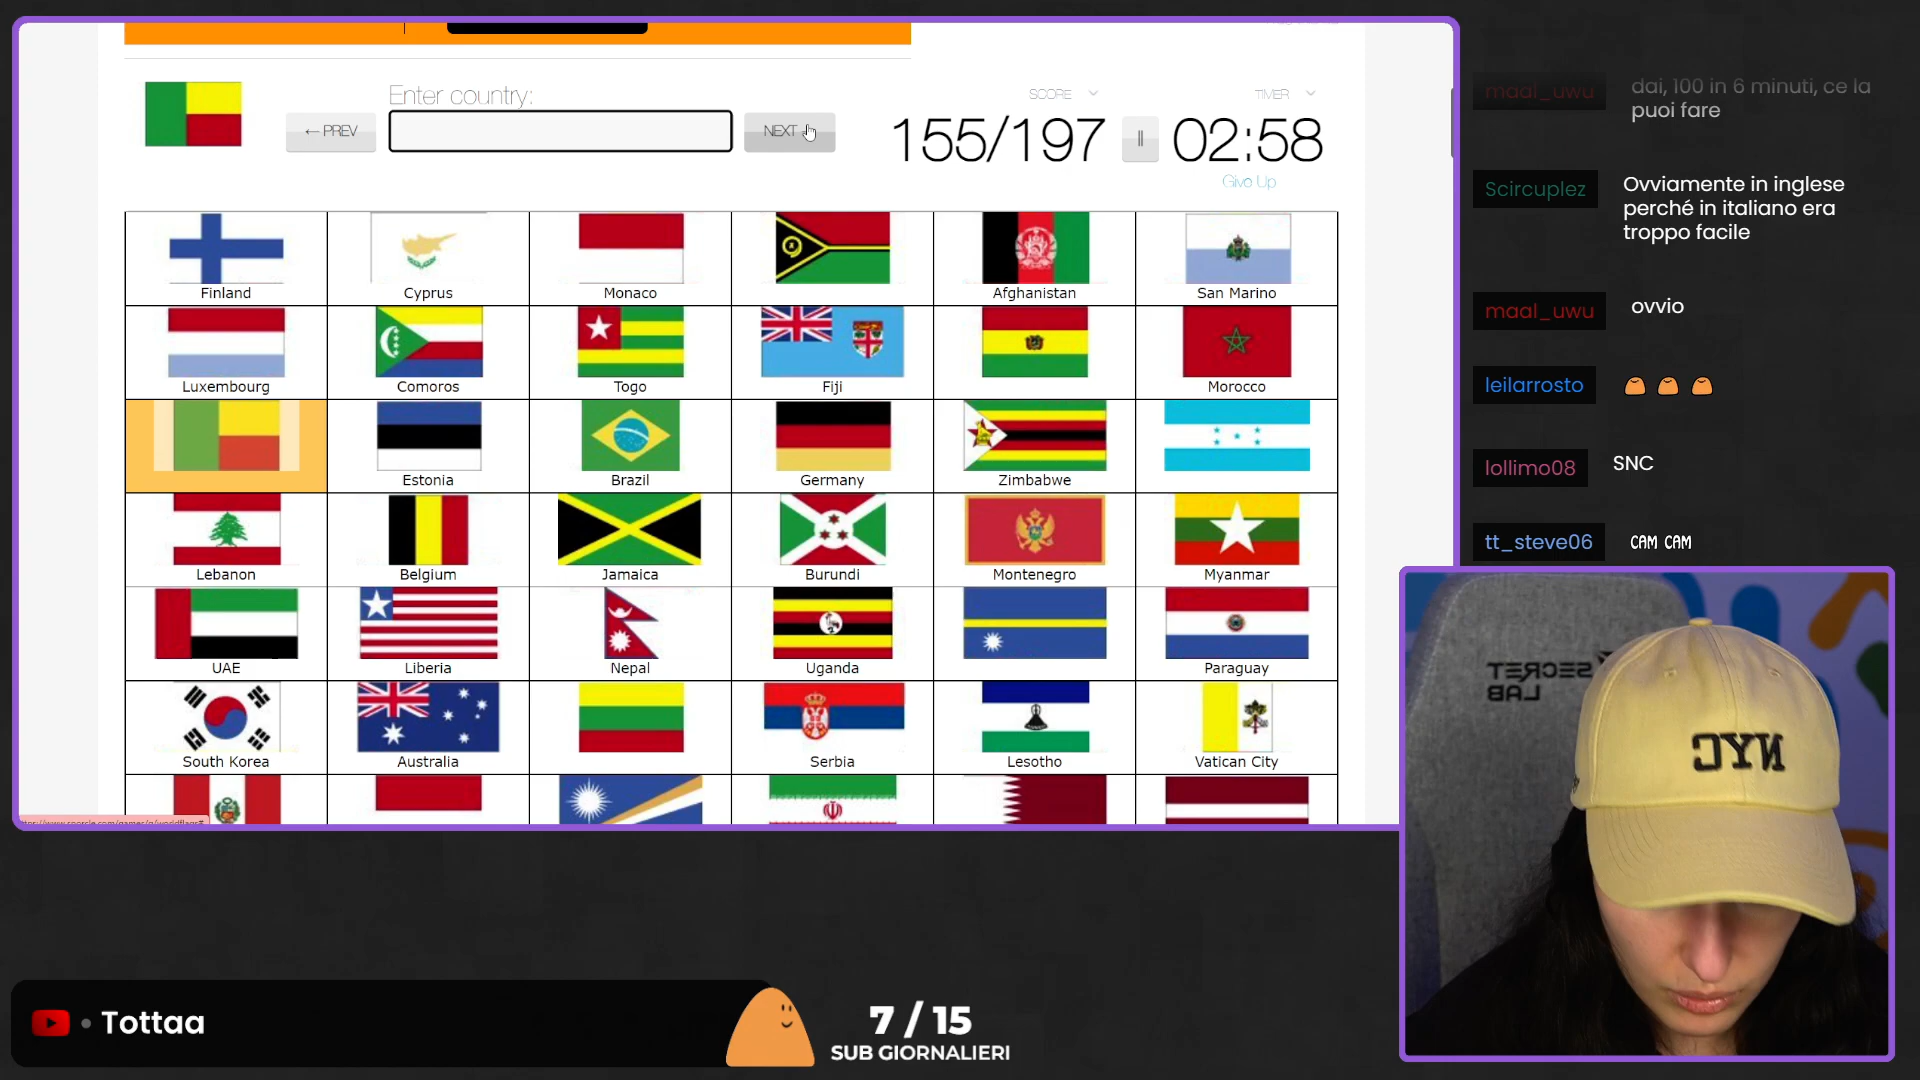 Enter country:
← PREV
NEXT
SCORE
155/197
TIMER
02:58
Give Up
Finland
Cyprus
Monaco
Afghanistan
San Marino
Luxembourg
Comoros
Togo
Fiji
Morocco
Estonia
Brazil
Germany
Zimbabwe
Lebanon
Belgium
Jamaica
Burundi
Montenegro
Myanmar
UAE
Liberia
Nepal
Uganda
Paraguay
South Korea
Australia
Serbia
Lesotho
Vatican City
maal_uwu dai, 100 in 6 minuti, ce la
puoi fare
Scircuplez Ovviamente in inglese
perché in italiano era
troppo facile
maal_uwu ovvio
leilarrosto
lollimo08 SNC
tt_steve06 CAM CAM
SECRET
LAB
NYC
Tottaa
7 / 15
SUB GIORNALIERI